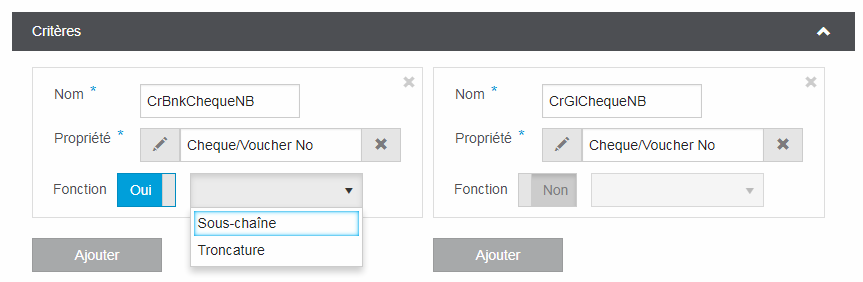 Critères
Nom *
CrBnkChequeNB
Propriété *
Cheque/Voucher No
Fonction
Oui
Sous-chaîne
Troncature
Ajouter
Nom *
CrGlChequeNB
Propriété *
Cheque/Voucher No
Fonction
Non
Ajouter